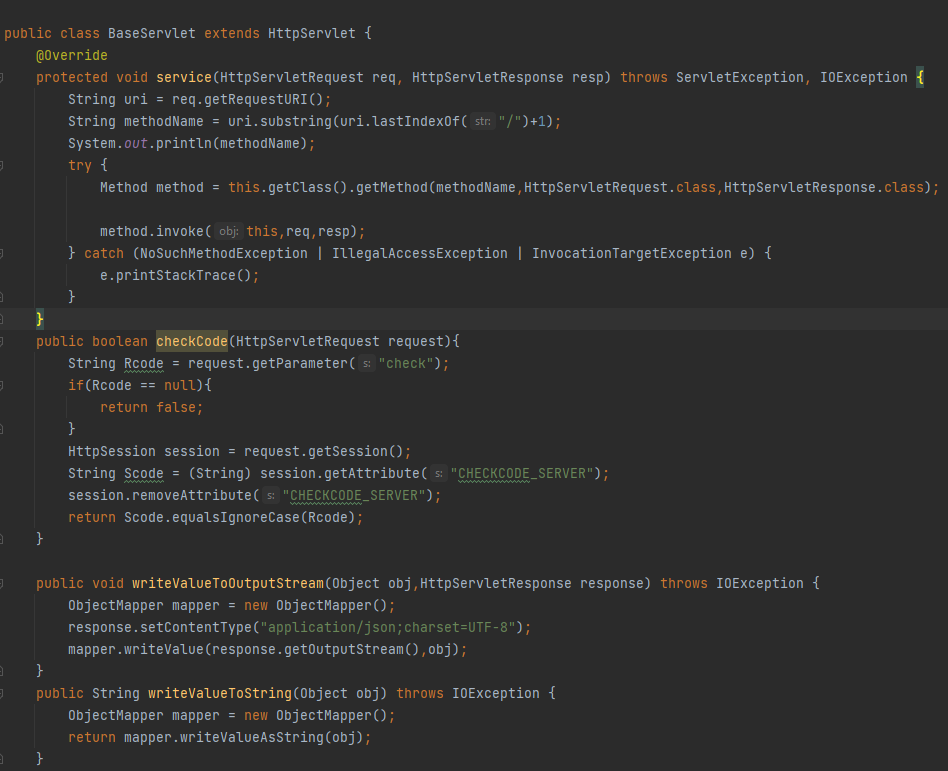 public class BaseServlet extends HttpServlet {
    @Override
    protected void service(HttpServletRequest req, HttpServletResponse resp) throws ServletException, IOException {
        String uri = req.getRequestURI();
        String methodName = uri.substring(uri.lastIndexOf( str: "/")+1);
        System.out.println(methodName);
        try {
            Method method = this.getClass().getMethod(methodName,HttpServletRequest.class,HttpServletResponse.class);
            method.invoke( obj: this,req,resp);
        } catch (NoSuchMethodException | IllegalAccessException | InvocationTargetException e) {
            e.printStackTrace();
        }
    }
    public boolean checkCode(HttpServletRequest request){
        String Rcode = request.getParameter( s: "check");
        if(Rcode == null){
            return false;
        }
        HttpSession session = request.getSession();
        String Scode = (String) session.getAttribute( s: "CHECKCODE_SERVER");
        session.removeAttribute( s: "CHECKCODE_SERVER");
        return Scode.equalsIgnoreCase(Rcode);
    }
    public void writeValueToOutputStream(Object obj,HttpServletResponse response) throws IOException {
        ObjectMapper mapper = new ObjectMapper();
        response.setContentType("application/json;charset=UTF-8");
        mapper.writeValue(response.getOutputStream(),obj);
    }
    public String writeValueToString(Object obj) throws IOException {
        ObjectMapper mapper = new ObjectMapper();
        return mapper.writeValueAsString(obj);
    }